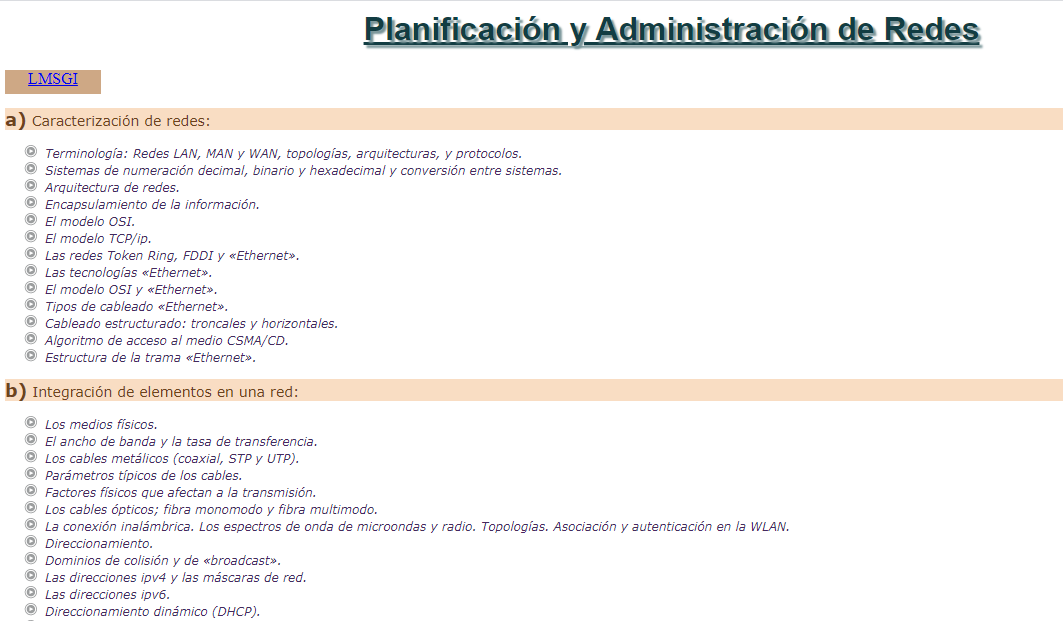 Planificación y Administración de Redes
LMSGI
a) Caracterización de redes:
Terminología: Redes LAN, MAN y WAN, topologías, arquitecturas, y protocolos.
Sistemas de numeración decimal, binario y hexadecimal y conversión entre sistemas.
Arquitectura de redes.
Encapsulamiento de la información.
El modelo OSI.
El modelo TCP/ip.
Las redes Token Ring, FDDI y «Ethernet».
Las tecnologías «Ethernet».
El modelo OSI y «Ethernet».
Tipos de cableado «Ethernet».
Cableado estructurado: troncales y horizontales.
Algoritmo de acceso al medio CSMA/CD.
Estructura de la trama «Ethernet».
b) Integración de elementos en una red:
Los medios físicos.
El ancho de banda y la tasa de transferencia.
Los cables metálicos (coaxial, STP y UTP).
Parámetros típicos de los cables.
Factores físicos que afectan a la transmisión.
Los cables ópticos; fibra monomodo y fibra multimodo.
La conexión inalámbrica. Los espectros de onda de microondas y radio. Topologías. Asociación y autenticación en la WLAN.
Direccionamiento.
Dominios de colisión y de «broadcast».
Las direcciones ipv4 y las máscaras de red.
Las direcciones ipv6.
Direccionamiento dinámico (DHCP).